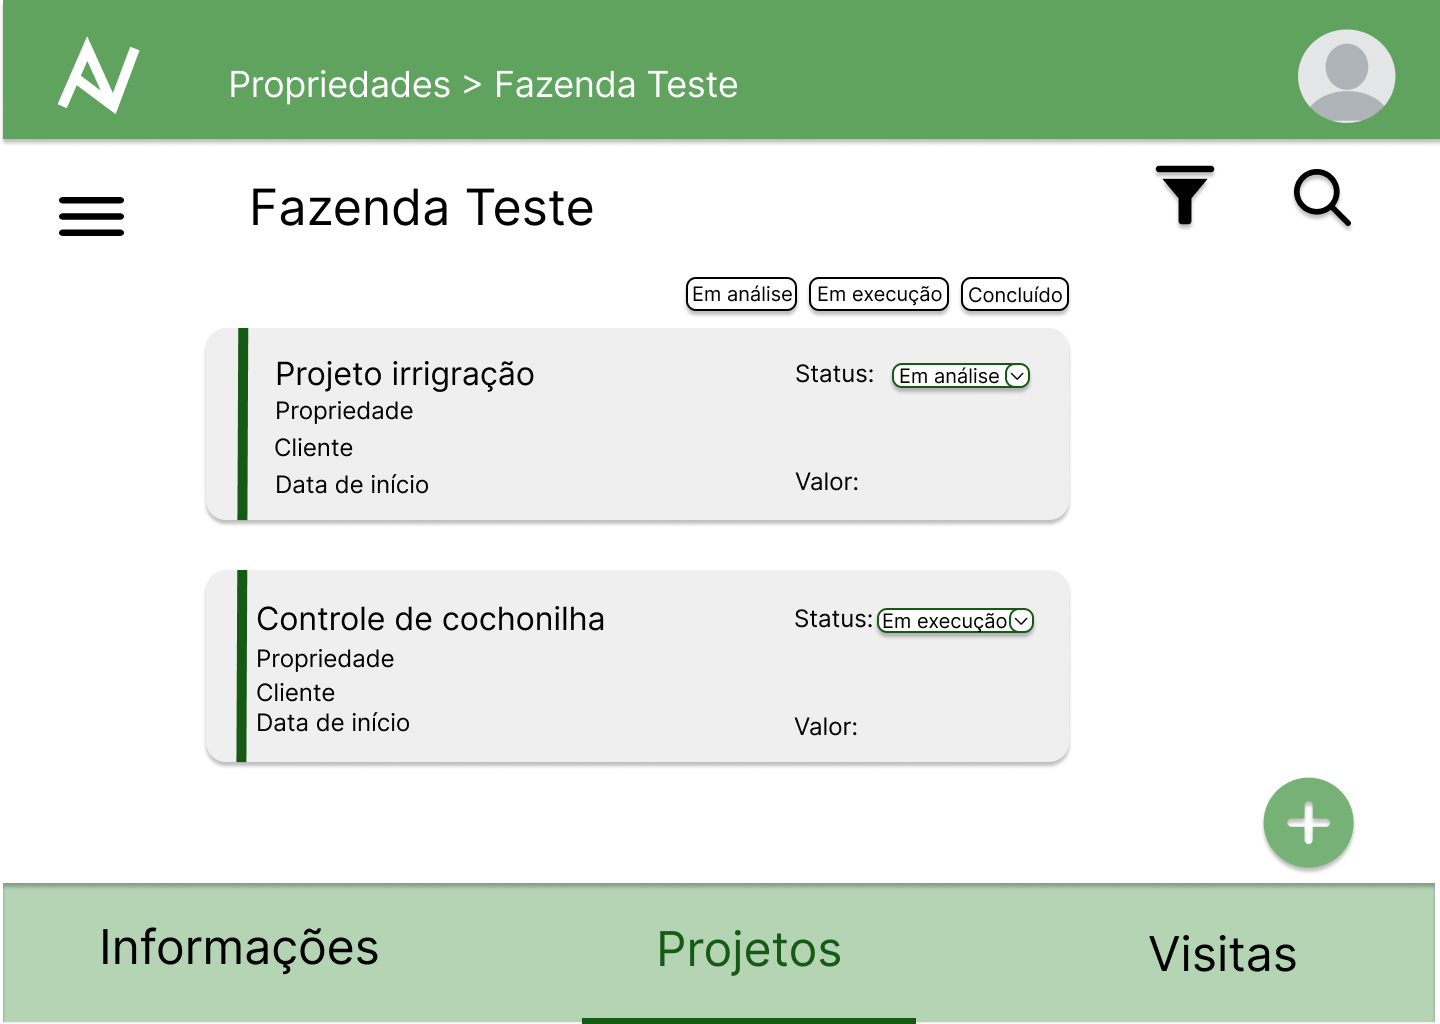 Propriedades > Fazenda Teste
Fazenda Teste
Em análise
Em execução
Concluído
Projeto irrigração
Status: Em análise
Propriedade
Cliente
Data de início
Valor:
Controle de cochonilha
Status: Em execução
Propriedade
Cliente
Data de início
Valor:
Informações
Projetos
Visitas